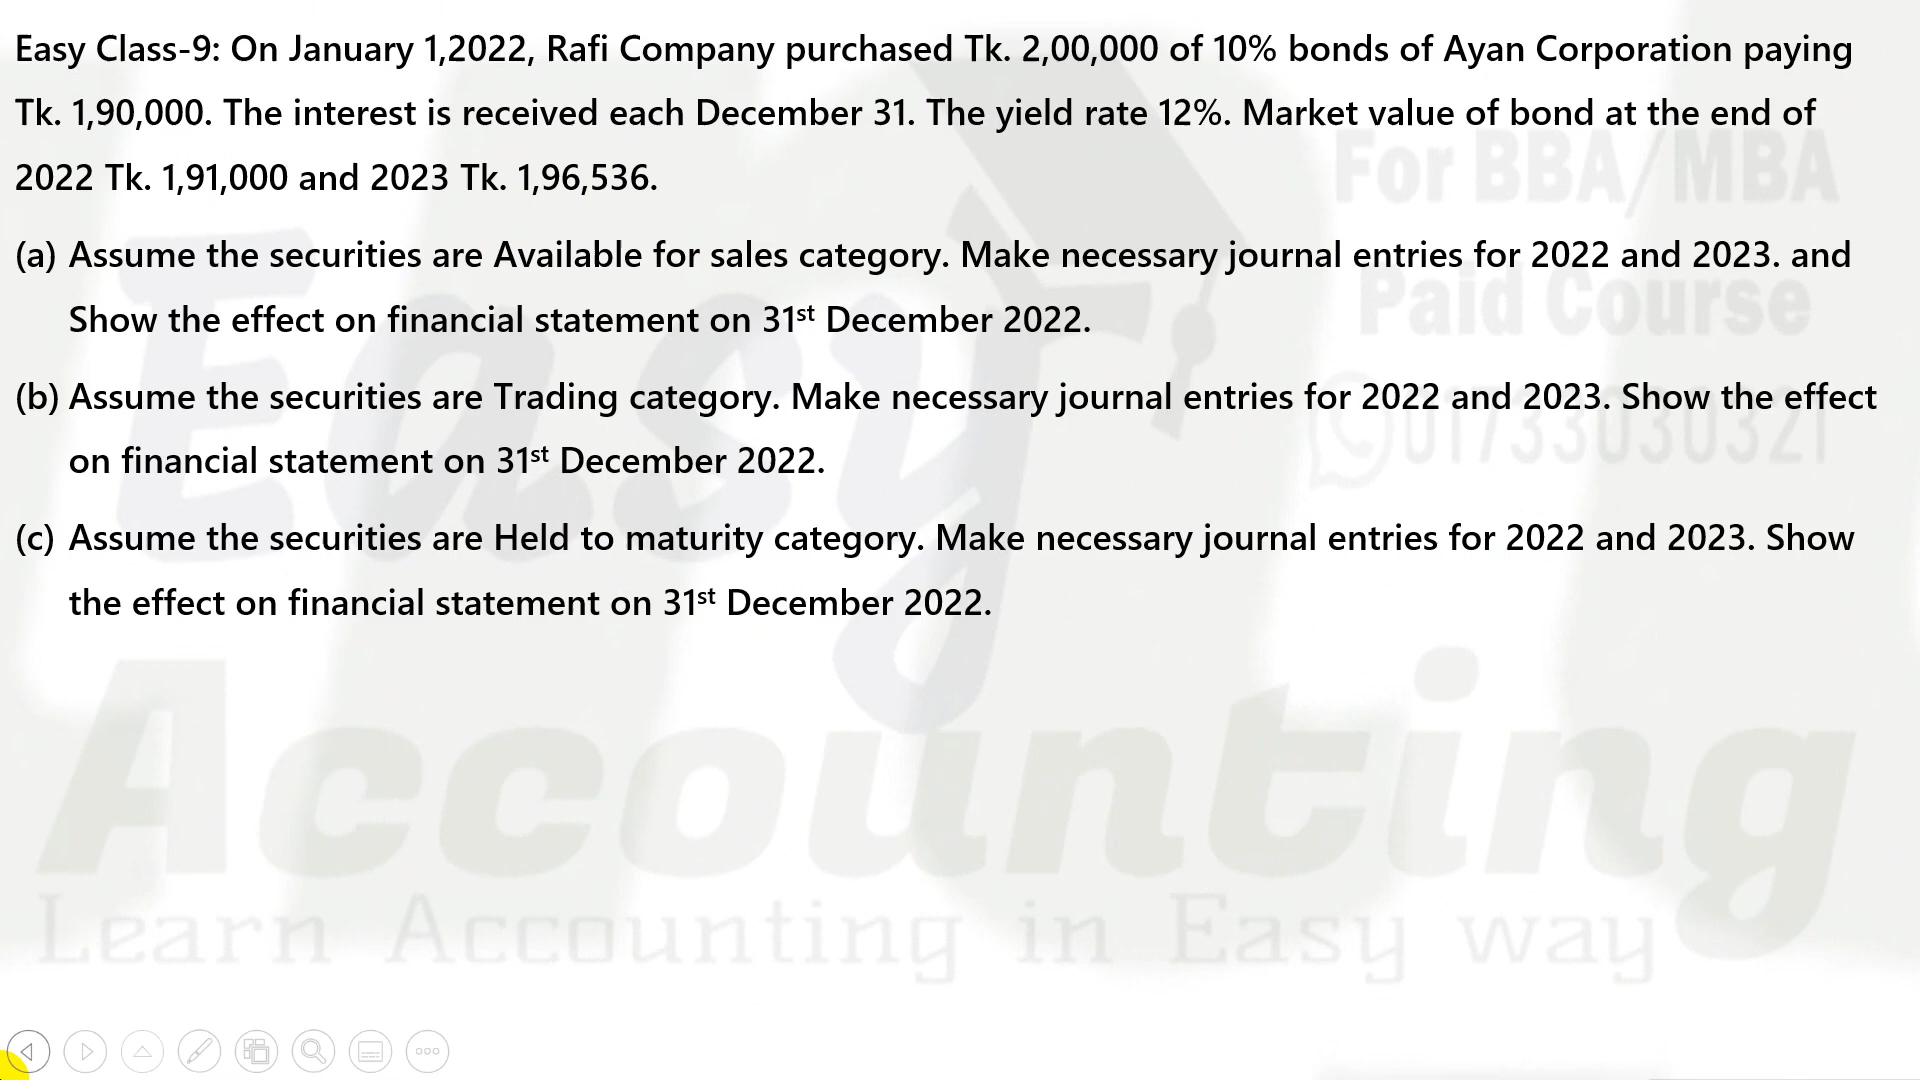 Easy Class-9: On January 1,2022, Rafi Company purchased Tk. 2,00,000 of 10% bonds of Ayan Corporation paying
Tk. 1,90,000. The interest is received each December 31. The yield rate 12%. Market value of bond at the end of
2022 Tk. 1,91,000 and 2023 Tk. 1,96,536.
For BBA/MBA
(a) Assume the securities are Available for sales category. Make necessary journal entries for 2022 and 2023. and
Paid Course
Show the effect on financial statement on 31st December 2022.
(b) Assume the securities are Trading category. Make necessary journal entries for 2022 and 2023. Show the effect
01733030321
on financial statement on 31st December 2022.
Easy
(c) Assume the securities are Held to maturity category. Make necessary journal entries for 2022 and 2023. Show
the effect on financial statement on 31st December 2022.
Accounting
Learn Accounting in Easy way